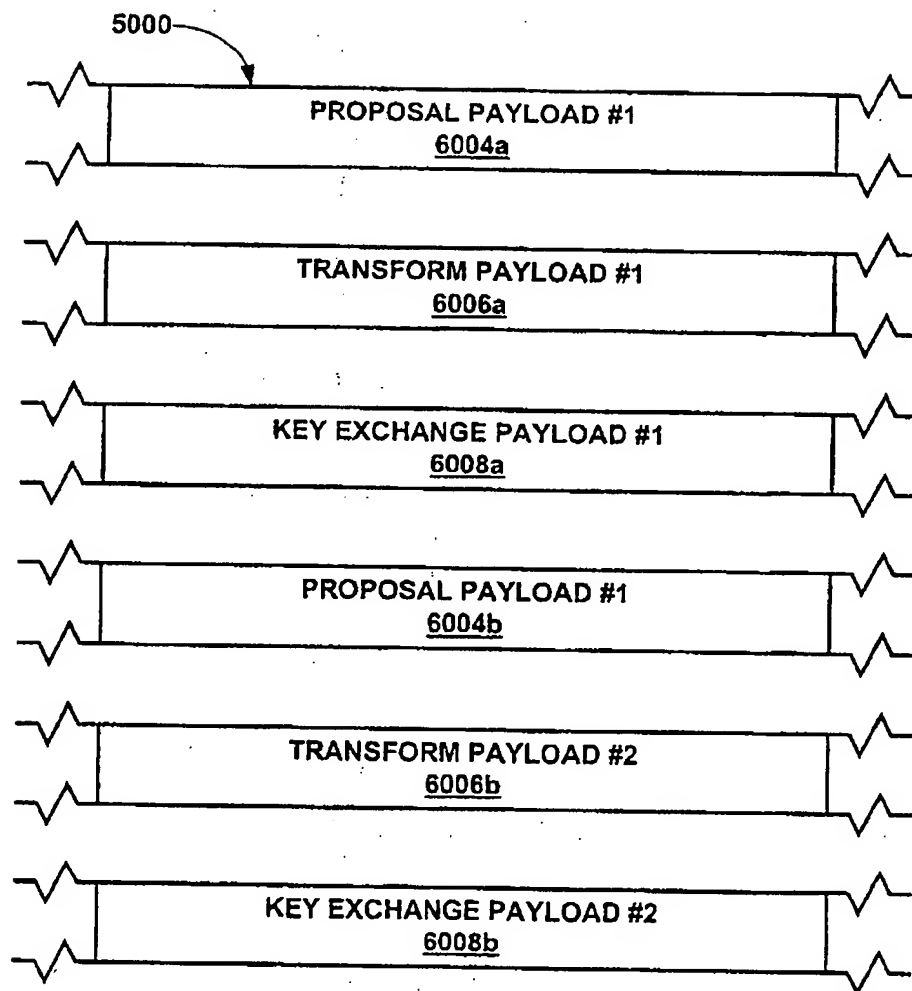 5000
PROPOSAL PAYLOAD #1
6004a
TRANSFORM PAYLOAD #1
6006a
KEY EXCHANGE PAYLOAD #1
6008a
PROPOSAL PAYLOAD #1
6004b
TRANSFORM PAYLOAD #2
6006b
KEY EXCHANGE PAYLOAD #2
6008b